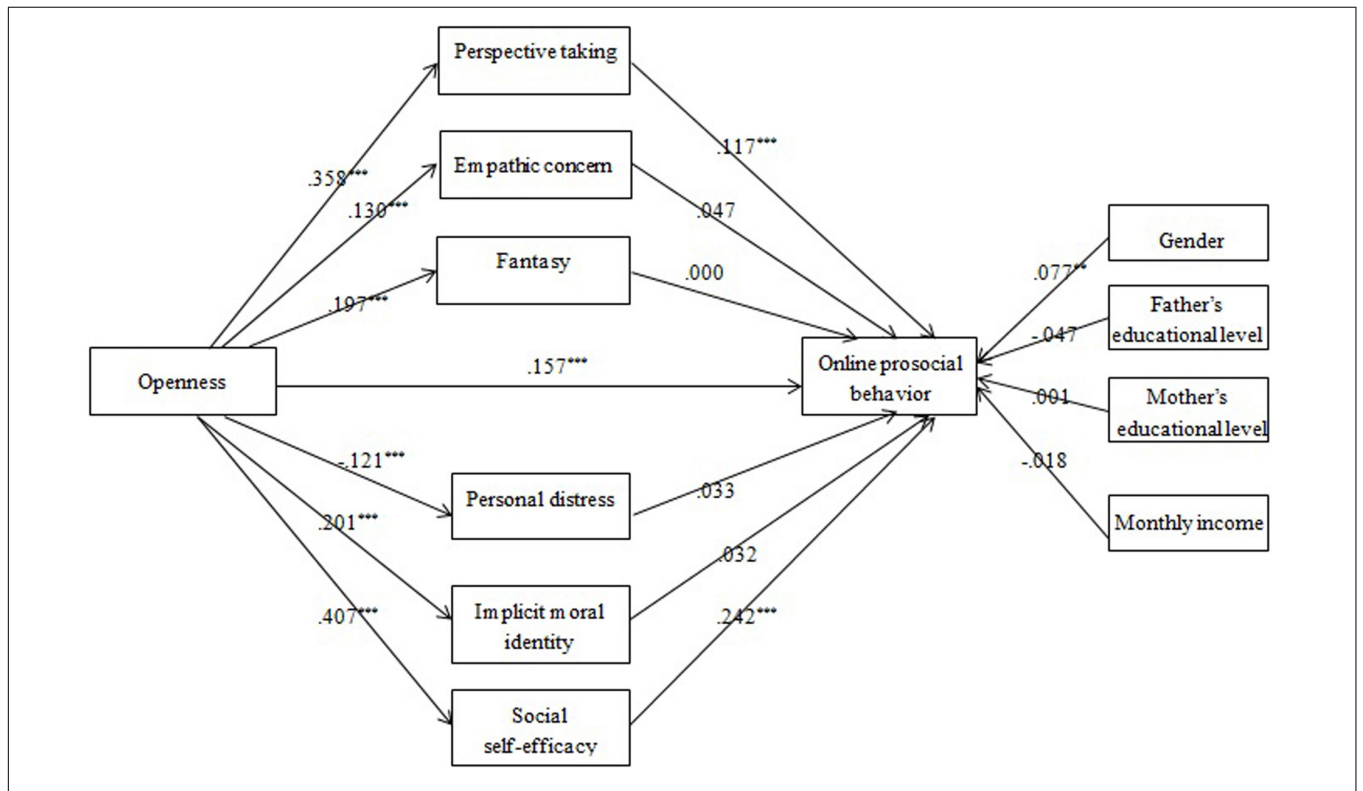 Perspective taking
.117***
Empathic concern
.358***
.130***
.047
Gender
Fantasy
.000
.077**
.197***
Father's
educational level
-.047
Openness
.157***
Online prosocial
behavior
Mother's
educational level
.001
-.018
-.121***
Personal distress
.033
Monthly income
.201***
.032
Implicit moral
identity
.407***
.242***
Social
self-efficacy